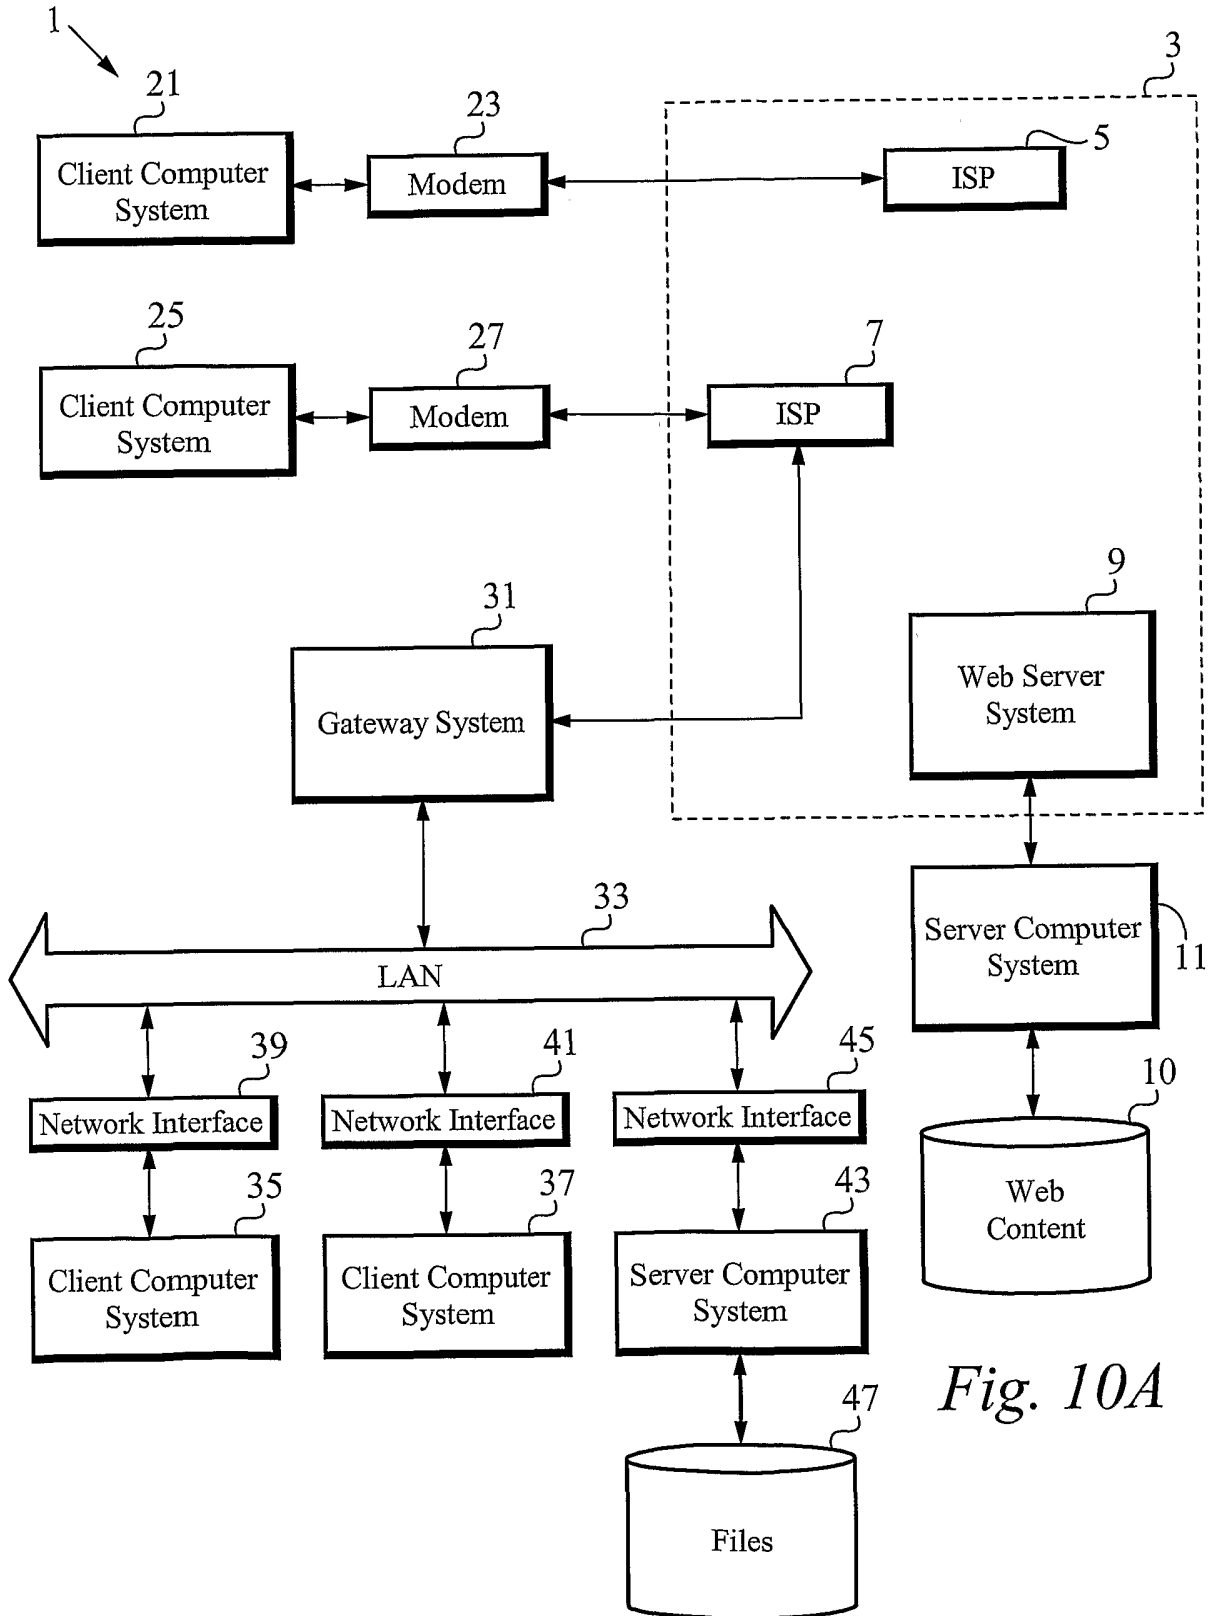 1
3
21
23
5
Client Computer
System
Modem
ISP
25
27
7
Client Computer
System
Modem
ISP
31
9
Gateway System
Web Server
System
33
LAN
Server Computer
System
11
39
41
45
10
Network Interface
Network Interface
Network Interface
35
37
43
Web
Content
Client Computer
System
Client Computer
System
Server Computer
System
Fig. 10A
47
Files